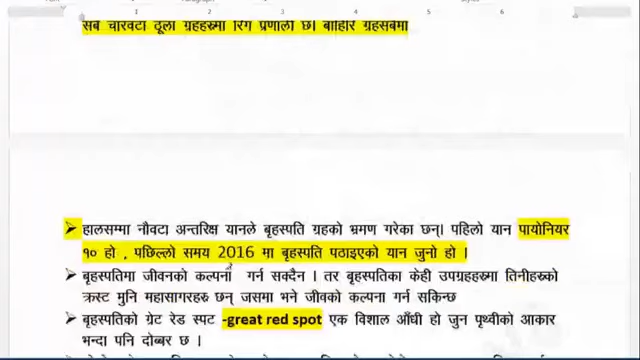 सबै चारवटा ठूला ग्रहहरुमा रिंग प्रणाली छ। बाहिरि ग्रहसबैमा
हालसम्मा नौवटा अन्तरिक्ष यानले बृहस्पति ग्रहको भ्रमण गरेका छन्। पहिलो यान पायोनियर
१० हो , पछिल्लो समय 2016 मा बृहस्पति पठाइएको यान जुनो हो ।
बृहस्पतिमा जीवनको कल्पना गर्न सक्दैन । तर बृहस्पतिका केही उपग्रहहरुमा तिनीहरुको
क्रस्ट मुनि महासागरहरु छन् जसमा भने जीवको कल्पना गर्न सकिन्छ
बृहस्पतिको ग्रेट रेड स्पट -great red spot एक विशाल आँधी हो जुन पृथ्वीको आकार
भन्दा पनि दोब्बर छ ।